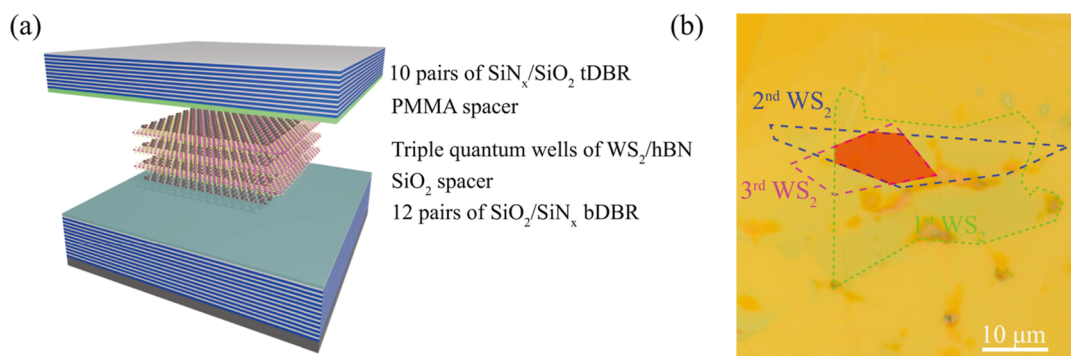 (a)
10 pairs of SiNₓ/SiO₂ tDBR
PMMA spacer
Triple quantum wells of WS₂/hBN
SiO₂ spacer
12 pairs of SiO₂/SiNₓ bDBR
(b)
2ⁿᵈ WS₂
3ʳᵈ WS₂
1ˢᵗ WS₂
10 μm